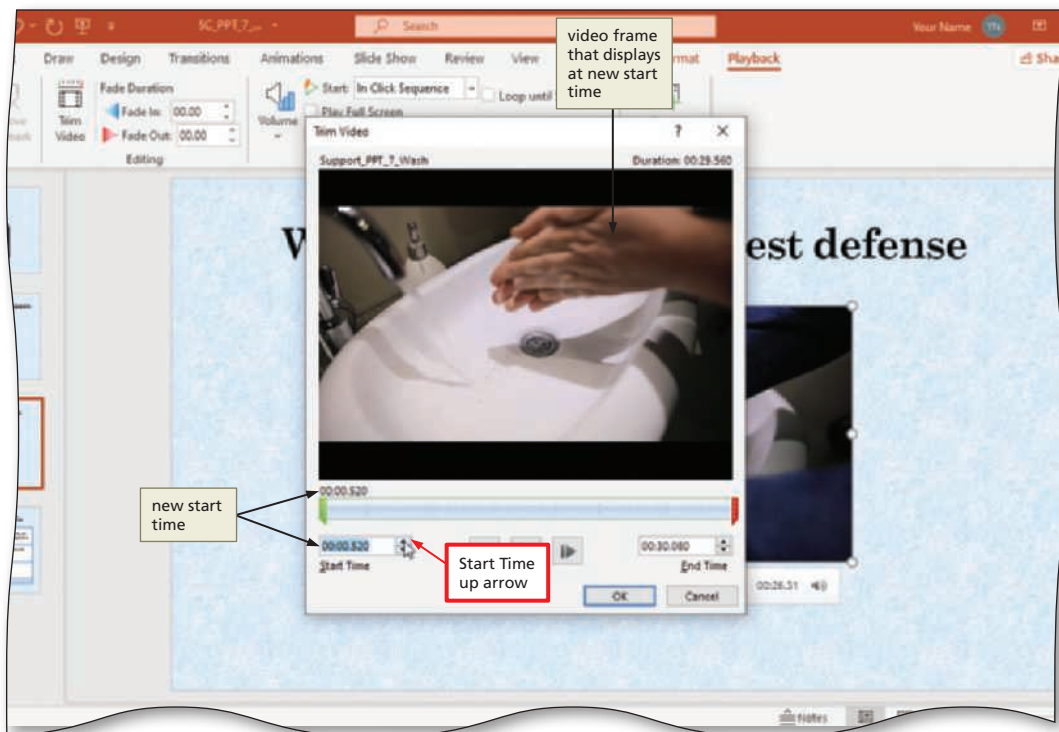 SC_PPT_7_...
Search
Your Name
YN
Draw Design Transitions Animations Slide Show Review View
Playback
Sha
video frame
that displays
at new start
time
Trim
Video
Fade Duration
Fade In: 00.00
Fade Out: 00.00
Editing
Volume
Start: In Click Sequence
Loop until
Play Full Screen
Trim Video
? ×
Support_PPT_7_Wash
Duration: 00:29.560
est defense
00:00.520
new start
time
00:00.520
Start Time
Start Time
up arrow
00:30.080
End Time
OK
Cancel
00:26.31
Notes